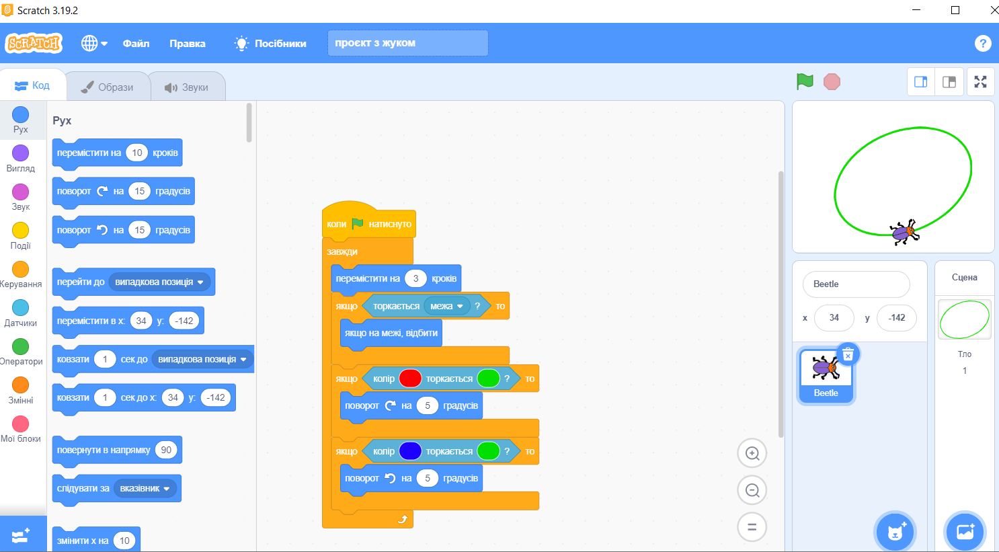 Scratch 3.19.2
SCRATCH
Файл
Правка
Посібники
проєкт з жуком
?
Код
Образи
Звуки
Рух
Вигляд
Звук
Події
Керування
Датчики
Оператори
Змінні
Мої блоки
Рух
перемістити на 10 кроків
поворот на 15 градусів
поворот на 15 градусів
перейти до випадкова позиція
перемістити в x: 34 y: -142
ковзати 1 сек до випадкова позиція
ковзати 1 сек до x: 34 y: -142
повернути в напрямку 90
слідувати за вказівник
змінити x на 10
коли натиснуто
завжди
перемістити на 3 кроків
якщо торкається межа ? то
якщо на межі, відбити
якщо колір торкається ? то
поворот на 5 градусів
якщо колір торкається ? то
поворот на 5 градусів
Beetle
x 34 y -142
Beetle
Сцена
Тло
1